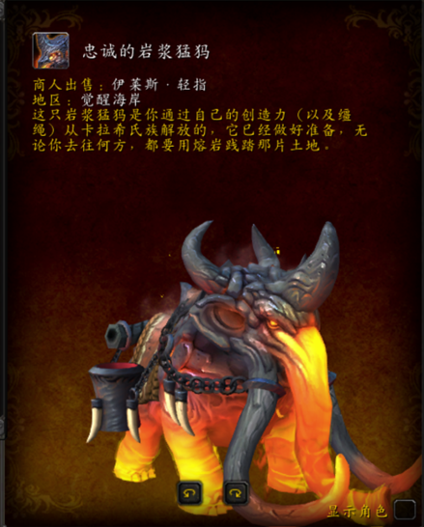 忠诚的岩浆猛犸
商人出售：伊莱斯·轻指
地区：觉醒海岸
这只岩浆猛犸是你通过自己的创造力（以及缰
绳）从卡拉希氏族解放的，它已经做好准备，无
论你去往何方，都要用熔岩践踏那片土地。
显示角色